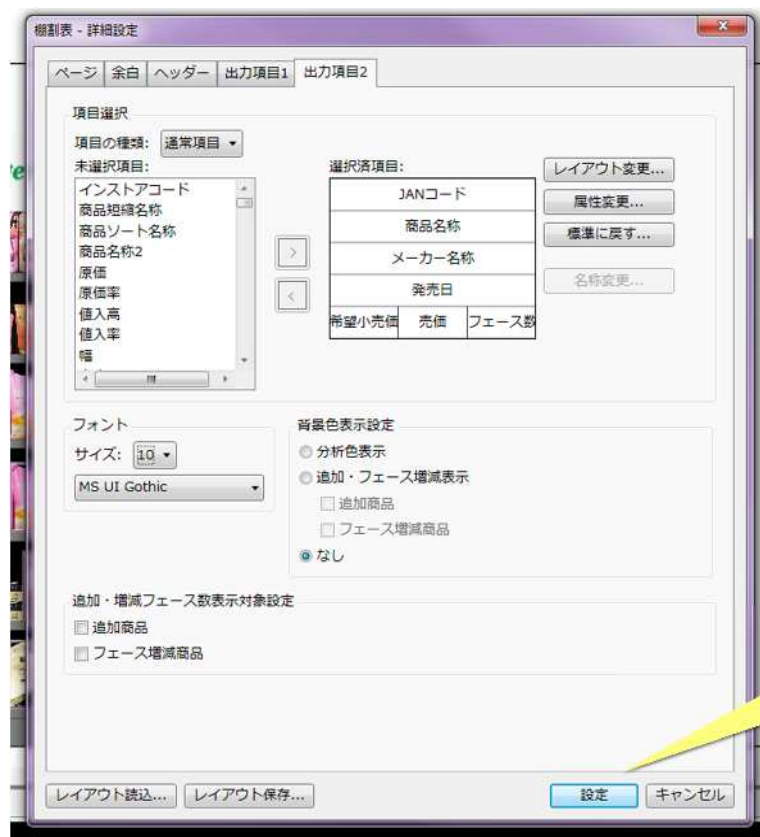 棚割表 - 詳細設定
ページ 余白 ヘッダー 出力項目1 出力項目2
項目選択
項目の種類: 通常項目
未選択項目:
インストアコード
商品短縮名称
商品ソート名称
商品名称2
原価
原価率
値入高
値入率
幅
選択済項目:
JANコード
商品名称
メーカー名称
発売日
希望小売価 売価 フェース数
レイアウト変更...
属性変更...
標準に戻す...
名称変更...
フォント
サイズ: 10
MS UI Gothic
背景色表示設定
分析色表示
追加・フェース増減表示
追加商品
フェース増減商品
なし
追加・増減フェース数表示対象設定
追加商品
フェース増減商品
レイアウト読込... レイアウト保存... 設定 キャンセル